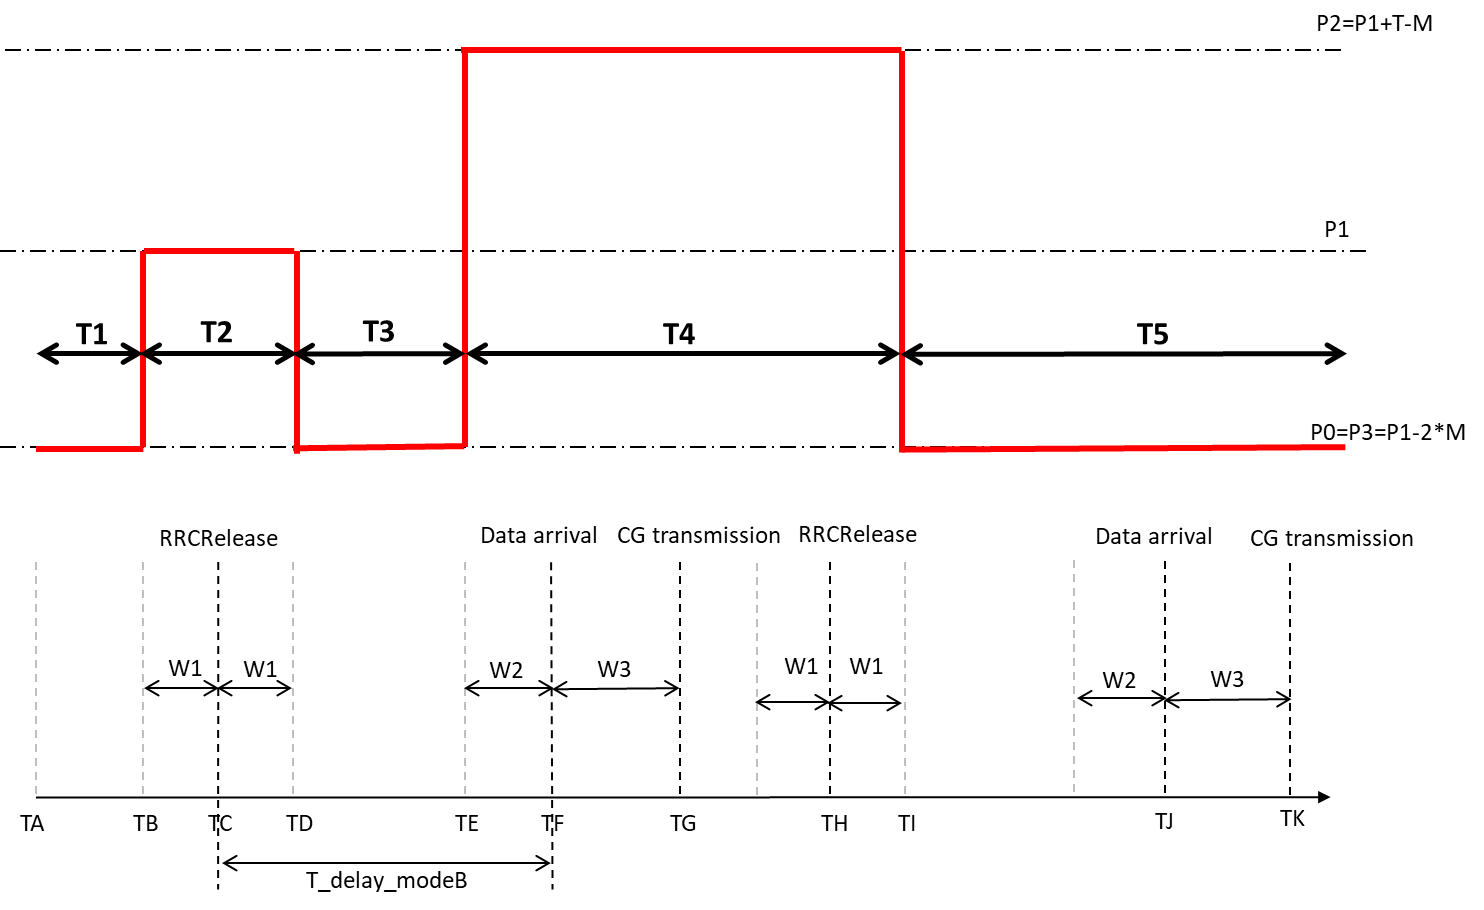 P2=P1+T-M
P1
T1 T2 T3 T4 T5
P0=P3=P1-2*M
RRCRelease Data arrival CG transmission RRCRelease Data arrival CG transmission
W1 W1 W2 W3 W1 W1 W2 W3
TA TB TC TD TE TF TG TH TI TJ TK
T_delay_modeB